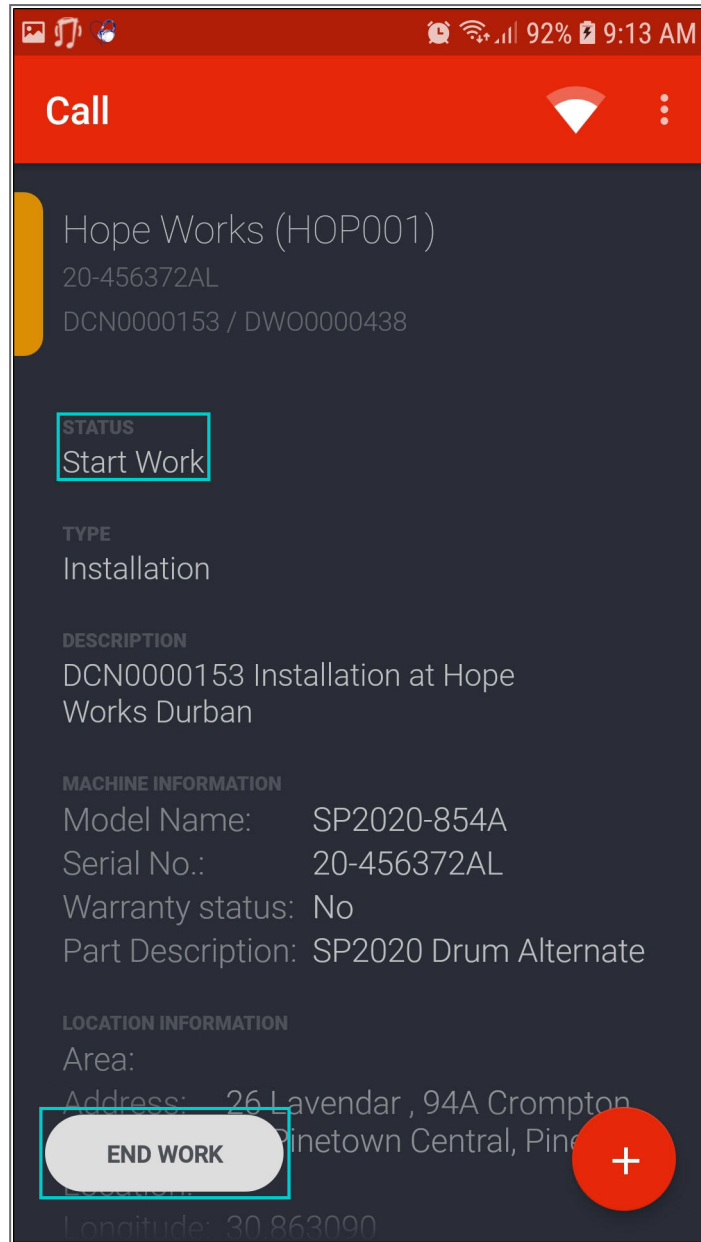 92% 9:13 AM
Call
Hope Works (HOP001)
20-456372AL
DCN0000153 / DWO0000438
STATUS
Start Work
TYPE
Installation
DESCRIPTION
DCN0000153 Installation at Hope
Works Durban
MACHINE INFORMATION
Model Name: SP2020-854A
Serial No.: 20-456372AL
Warranty status: No
Part Description: SP2020 Drum Alternate
LOCATION INFORMATION
Area:
Address: 26 Lavendar , 94A Crompton
Pinetown Central,
END WORK
+
Location:
Longitude: 30.863090